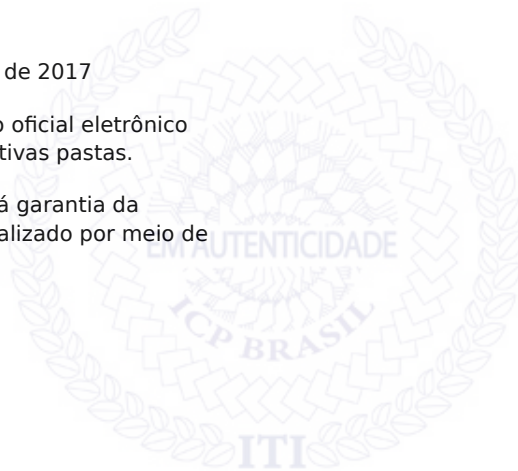 de 2017
o oficial eletrônico
tivas pastas.
á garantia da
alizado por meio de
EM AUTENTICIDADE
ICP BRASIL
ITI